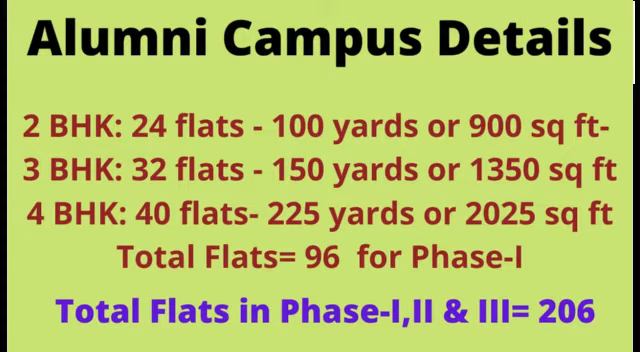 Alumni Campus Details
2 BHK: 24 flats - 100 yards or 900 sq ft-
3 BHK: 32 flats - 150 yards or 1350 sq ft
4 BHK: 40 flats- 225 yards or 2025 sq ft
Total Flats= 96 for Phase-I
Total Flats in Phase-I,II & III= 206